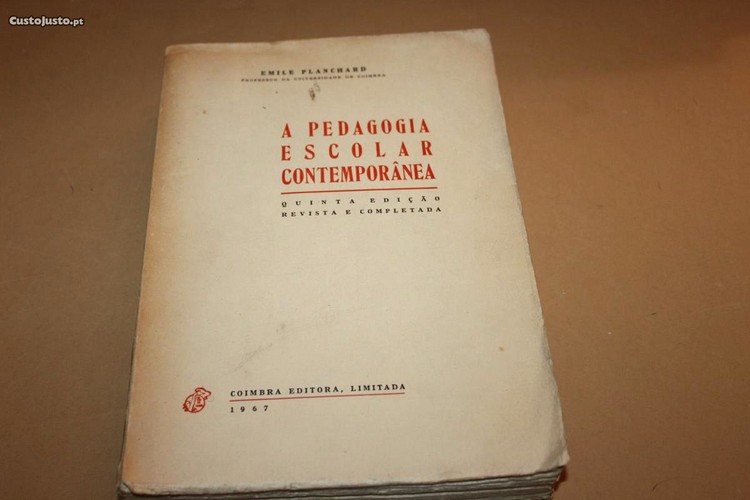 CustoJusto.pt
EMILE PLANCHARD
PROFESSOR DA UNIVERSIDADE DE COIMBRA
A PEDAGOGIA
ESCOLAR
CONTEMPORÂNEA
QUINTA EDIÇÃO
REVISTA E COMPLETADA
COIMBRA EDITORA, LIMITADA
1967